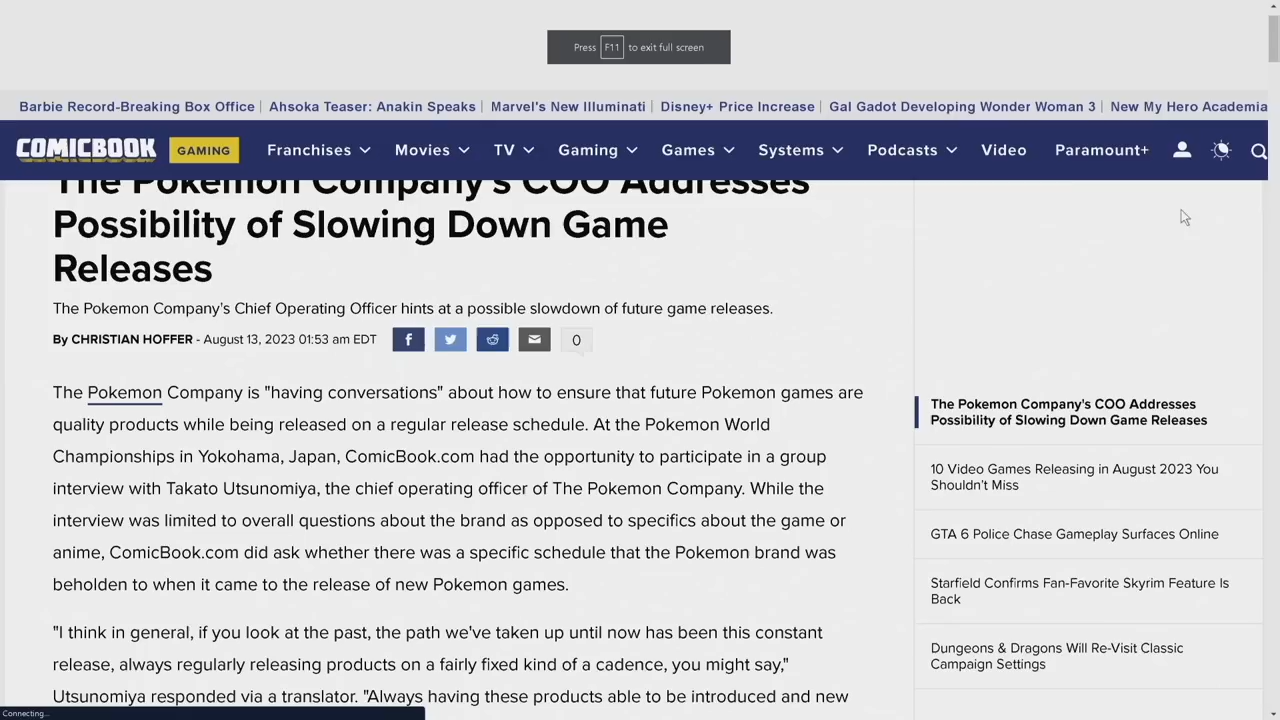 Press F11 to exit full screen
Barbie Record-Breaking Box Office | Ahsoka Teaser: Anakin Speaks | Marvel's New Illuminati | Disney+ Price Increase | Gal Gadot Developing Wonder Woman 3 | New My Hero Academia
COMICBOOK GAMING Franchises Movies TV Gaming Games Systems Podcasts Video Paramount+
The Pokemon Company's COO Addresses
Possibility of Slowing Down Game
Releases
The Pokemon Company's Chief Operating Officer hints at a possible slowdown of future game releases.
By CHRISTIAN HOFFER - August 13, 2023 01:53 am EDT f 0
The Pokemon Company is "having conversations" about how to ensure that future Pokemon games are
quality products while being released on a regular release schedule. At the Pokemon World
Championships in Yokohama, Japan, ComicBook.com had the opportunity to participate in a group
interview with Takato Utsunomiya, the chief operating officer of The Pokemon Company. While the
interview was limited to overall questions about the brand as opposed to specifics about the game or
anime, ComicBook.com did ask whether there was a specific schedule that the Pokemon brand was
beholden to when it came to the release of new Pokemon games.
"I think in general, if you look at the past, the path we've taken up until now has been this constant
release, always regularly releasing products on a fairly fixed kind of a cadence, you might say,"
Utsunomiya responded via a translator. "Always having these products able to be introduced and new
The Pokemon Company's COO Addresses
Possibility of Slowing Down Game Releases
10 Video Games Releasing in August 2023 You
Shouldn't Miss
GTA 6 Police Chase Gameplay Surfaces Online
Starfield Confirms Fan-Favorite Skyrim Feature Is
Back
Dungeons & Dragons Will Re-Visit Classic
Campaign Settings
Connecting...